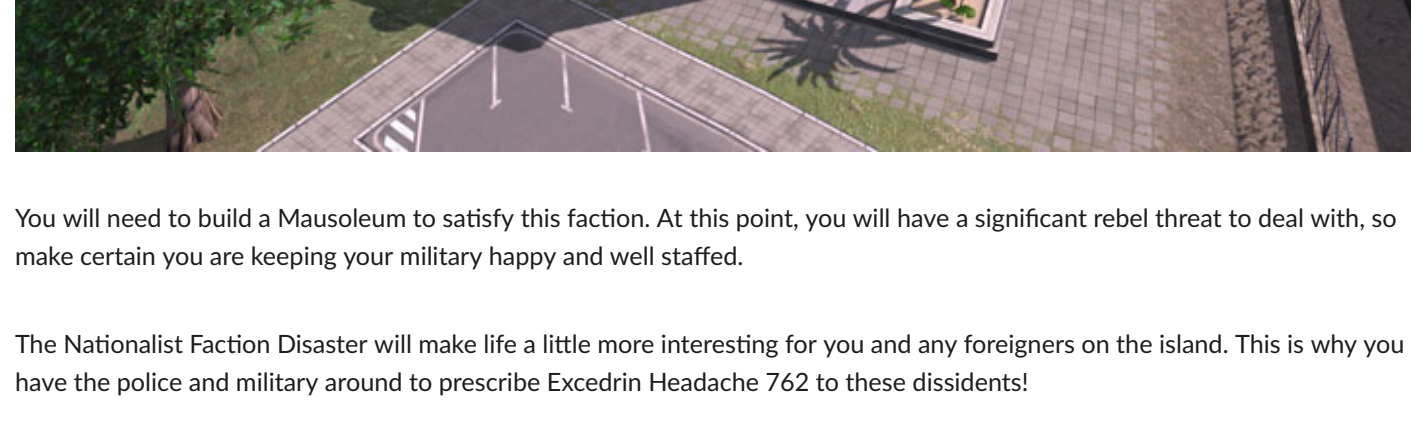 You will need to build a Mausoleum to satisfy this faction. At this point, you will have a significant rebel threat to deal with, so
make certain you are keeping your military happy and well staffed.
The Nationalist Faction Disaster will make life a little more interesting for you and any foreigners on the island. This is why you
have the police and military around to prescribe Excedrin Headache 762 to these dissidents!